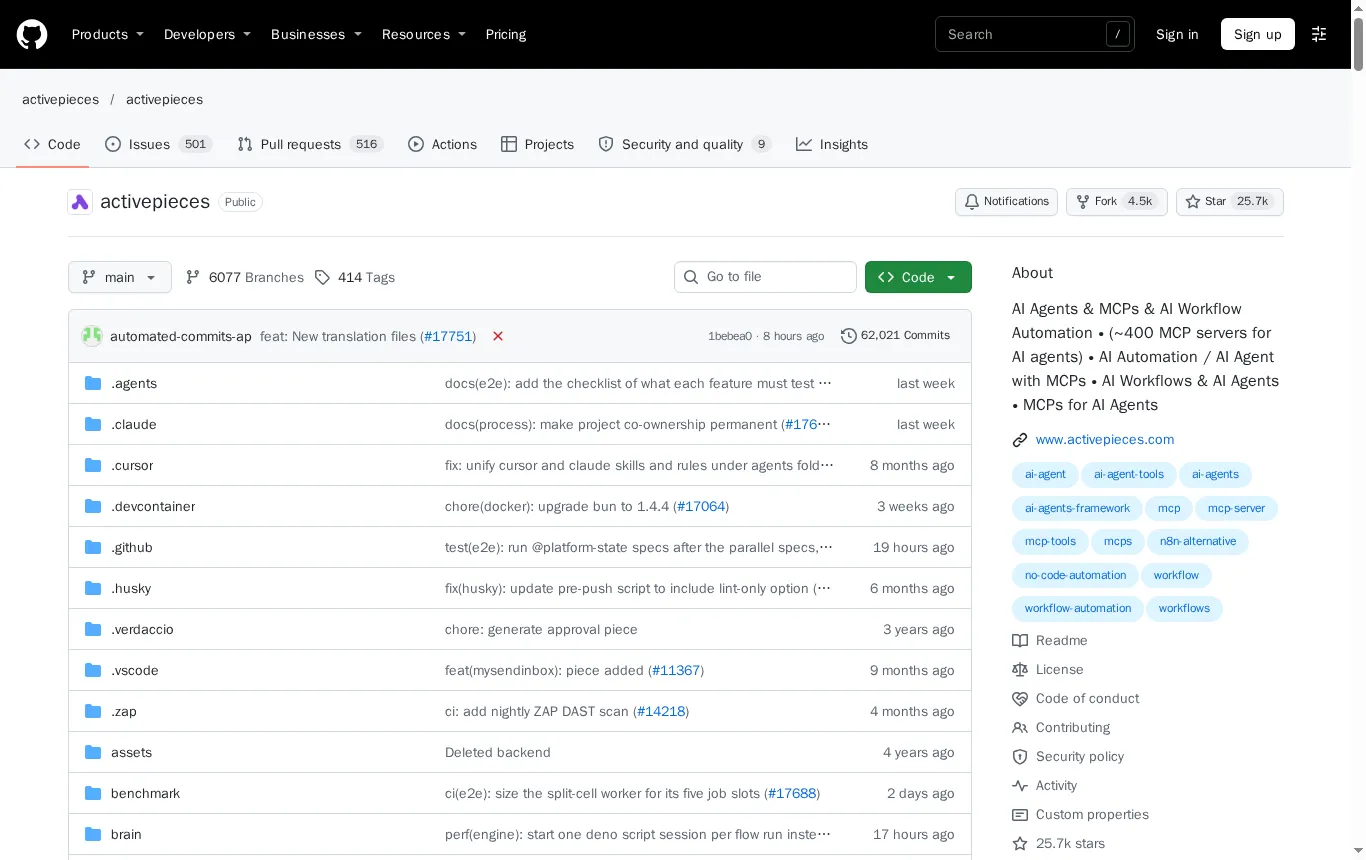 Products Developers Businesses Resources Pricing Search / Sign in Sign up
activepieces / activepieces
Code Issues 501 Pull requests 516 Actions Projects Security and quality 9 Insights
activepieces Public Notifications Fork 4.5k Star 25.7k
main 6077 Branches 414 Tags Go to file Code
automated-commits-ap feat: New translation files (#17751) 1bebea0 · 8 hours ago 62,021 Commits
.agents docs(e2e): add the checklist of what each feature must test ··· last week
.claude docs(process): make project co-ownership permanent (#176··· last week
.cursor fix: unify cursor and claude skills and rules under agents fold··· 8 months ago
.devcontainer chore(docker): upgrade bun to 1.4.4 (#17064) 3 weeks ago
.github test(e2e): run @platform-state specs after the parallel specs,··· 19 hours ago
.husky fix(husky): update pre-push script to include lint-only option (··· 6 months ago
.verdaccio chore: generate approval piece 3 years ago
.vscode feat(mysendinbox): piece added (#11367) 9 months ago
.zap ci: add nightly ZAP DAST scan (#14218) 4 months ago
assets Deleted backend 4 years ago
benchmark ci(e2e): size the split-cell worker for its five job slots (#17688) 2 days ago
brain perf(engine): start one deno script session per flow run inste··· 17 hours ago
About
AI Agents & MCPs & AI Workflow
Automation • (~400 MCP servers for
AI agents) • AI Automation / AI Agent
with MCPs • AI Workflows & AI Agents
• MCPs for AI Agents
www.activepieces.com
ai-agent ai-agent-tools ai-agents
ai-agents-framework mcp mcp-server
mcp-tools mcps n8n-alternative
no-code-automation workflow
workflow-automation workflows
Readme
License
Code of conduct
Contributing
Security policy
Activity
Custom properties
25.7k stars